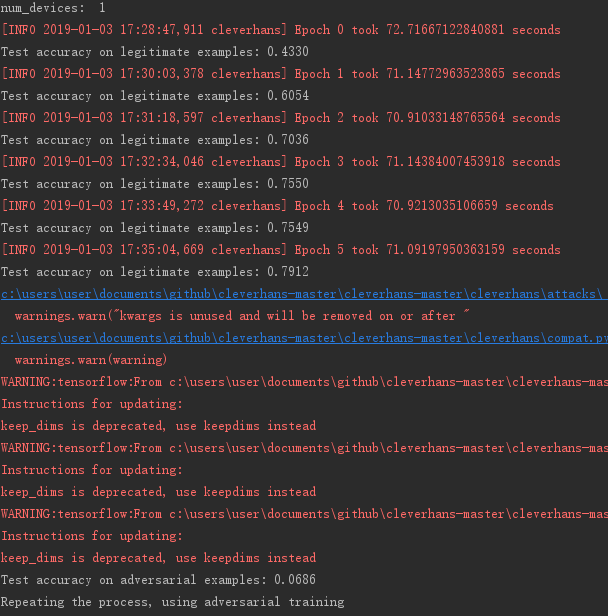 num_devices:  1
[INFO 2019-01-03 17:28:47,911 cleverhans] Epoch 0 took 72.71667122840881 seconds
Test accuracy on legitimate examples: 0.4330
[INFO 2019-01-03 17:30:03,378 cleverhans] Epoch 1 took 71.14772963523865 seconds
Test accuracy on legitimate examples: 0.6054
[INFO 2019-01-03 17:31:18,597 cleverhans] Epoch 2 took 70.91033148765564 seconds
Test accuracy on legitimate examples: 0.7036
[INFO 2019-01-03 17:32:34,046 cleverhans] Epoch 3 took 71.14384007453918 seconds
Test accuracy on legitimate examples: 0.7550
[INFO 2019-01-03 17:33:49,272 cleverhans] Epoch 4 took 70.9213035106659 seconds
Test accuracy on legitimate examples: 0.7549
[INFO 2019-01-03 17:35:04,669 cleverhans] Epoch 5 took 71.09197950363159 seconds
Test accuracy on legitimate examples: 0.7912
c:\users\user\documents\github\cleverhans-master\cleverhans-master\cleverhans\attacks\_
  warnings.warn("kwargs is unused and will be removed on or after "
c:\users\user\documents\github\cleverhans-master\cleverhans-master\cleverhans\compat.py
  warnings.warn(warning)
WARNING:tensorflow:From c:\users\user\documents\github\cleverhans-master\cleverhans-mas
Instructions for updating:
keep_dims is deprecated, use keepdims instead
WARNING:tensorflow:From c:\users\user\documents\github\cleverhans-master\cleverhans-mas
Instructions for updating:
keep_dims is deprecated, use keepdims instead
WARNING:tensorflow:From c:\users\user\documents\github\cleverhans-master\cleverhans-mas
Instructions for updating:
keep_dims is deprecated, use keepdims instead
Test accuracy on adversarial examples: 0.0686
Repeating the process, using adversarial training